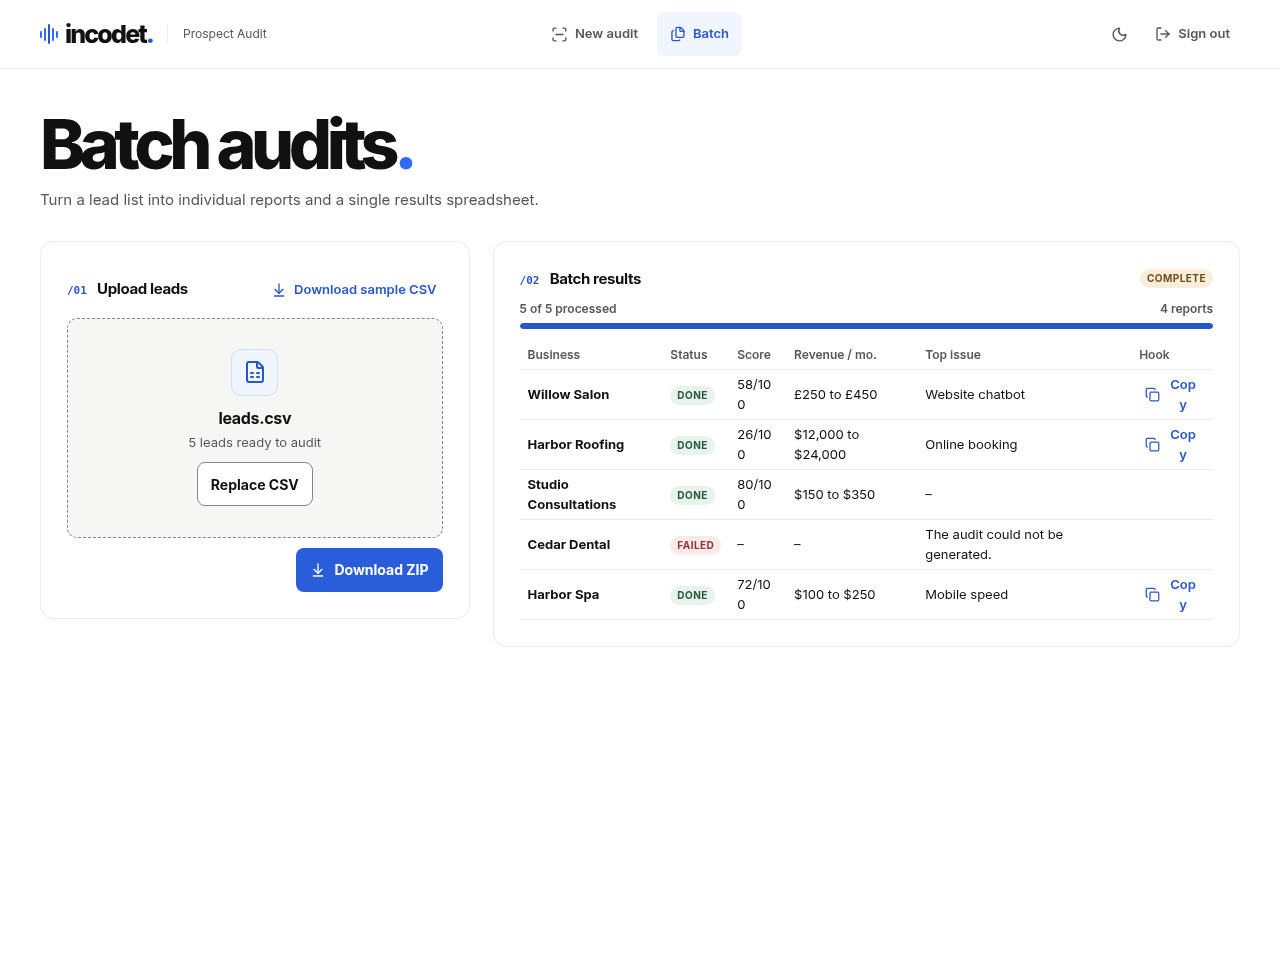 incodet.
Prospect Audit
New audit
Batch
Sign out
Batch audits.
Turn a lead list into individual reports and a single results spreadsheet.
/01 Upload leads
Download sample CSV
leads.csv
5 leads ready to audit
Replace CSV
Download ZIP
/02 Batch results
COMPLETE
5 of 5 processed
4 reports
Business Status Score Revenue / mo. Top issue Hook
Willow Salon DONE 58/10
0 £250 to £450 Website chatbot Cop
y
Harbor Roofing DONE 26/10
0 $12,000 to
$24,000 Online booking Cop
y
Studio
Consultations DONE 80/10
0 $150 to $350 –
Cedar Dental FAILED – – The audit could not be
generated.
Harbor Spa DONE 72/10
0 $100 to $250 Mobile speed Cop
y